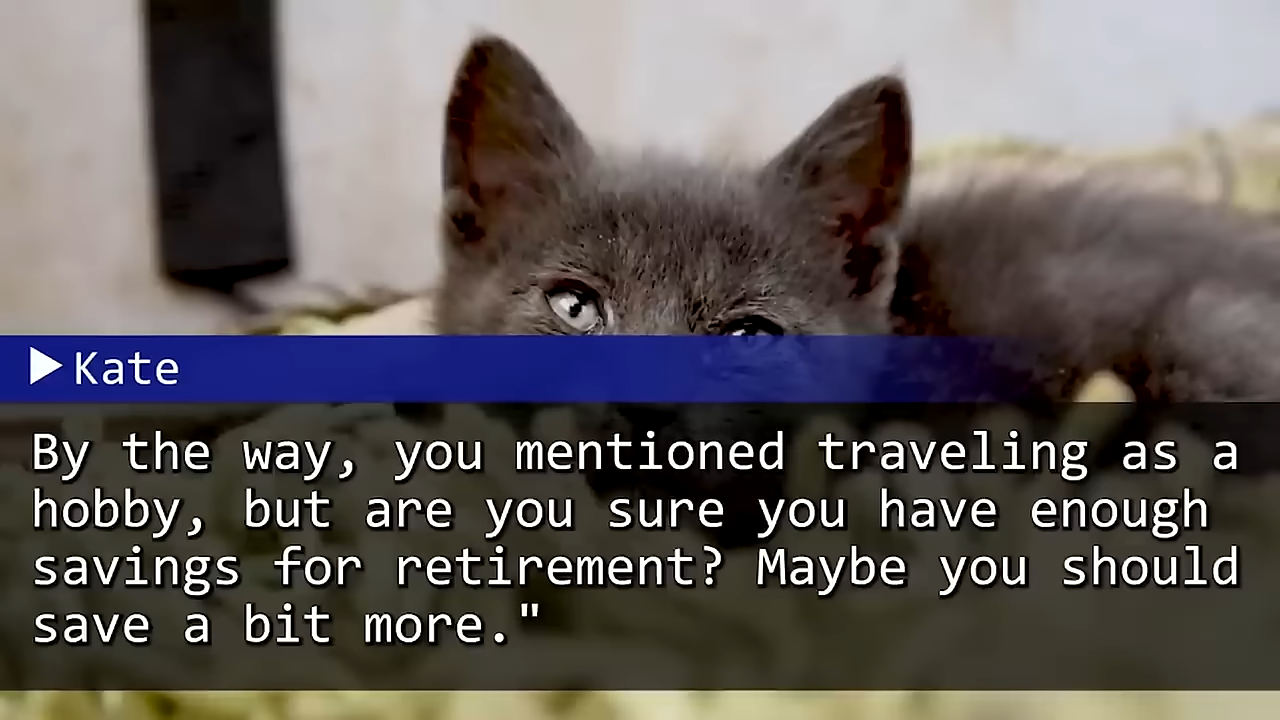 ▶Kate
By the way, you mentioned traveling as a
hobby, but are you sure you have enough
savings for retirement? Maybe you should
save a bit more."